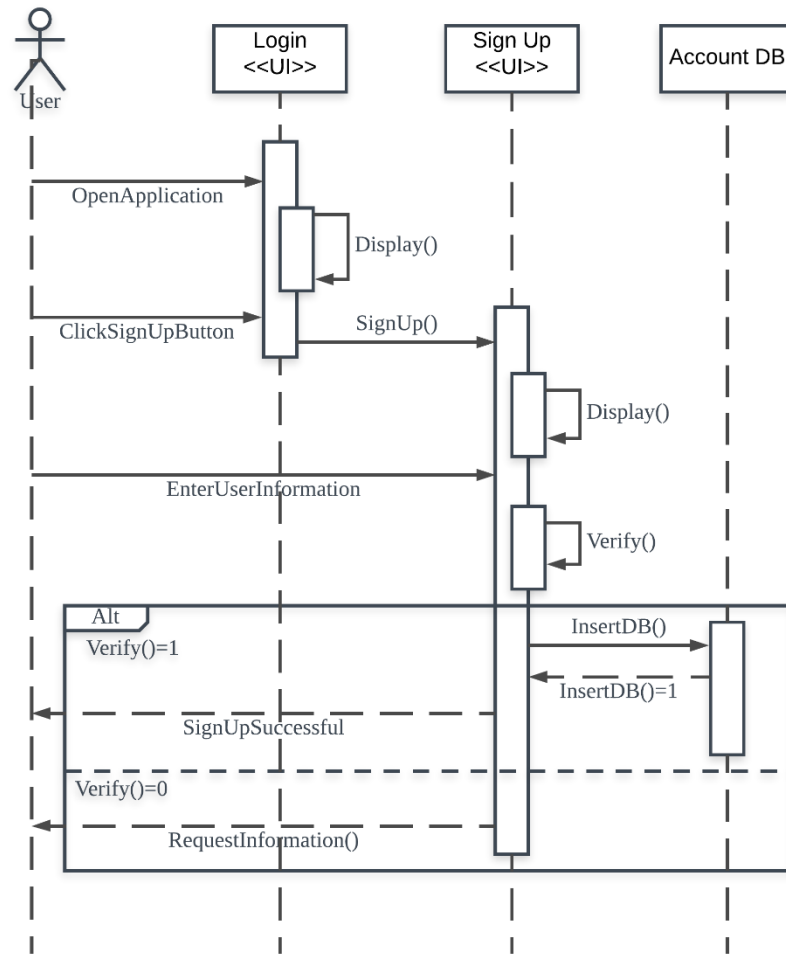 Login
<<UI>>
Sign Up
<<UI>>
Account DB
User
OpenApplication
Display()
ClickSignUpButton
SignUp()
Display()
EnterUserInformation
Verify()
Alt
Verify()=1
InsertDB()
InsertDB()=1
SignUpSuccessful
Verify()=0
RequestInformation()